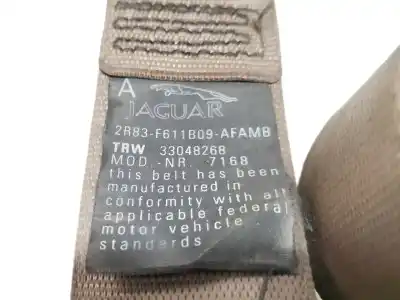 A
JAGUAR
2R83-F611B09-AFAMB
TRW 33048268
MOD.-NR. 7168
this belt has been
manufactured in
conformity with all
applicable federal
motor vehicle
standards